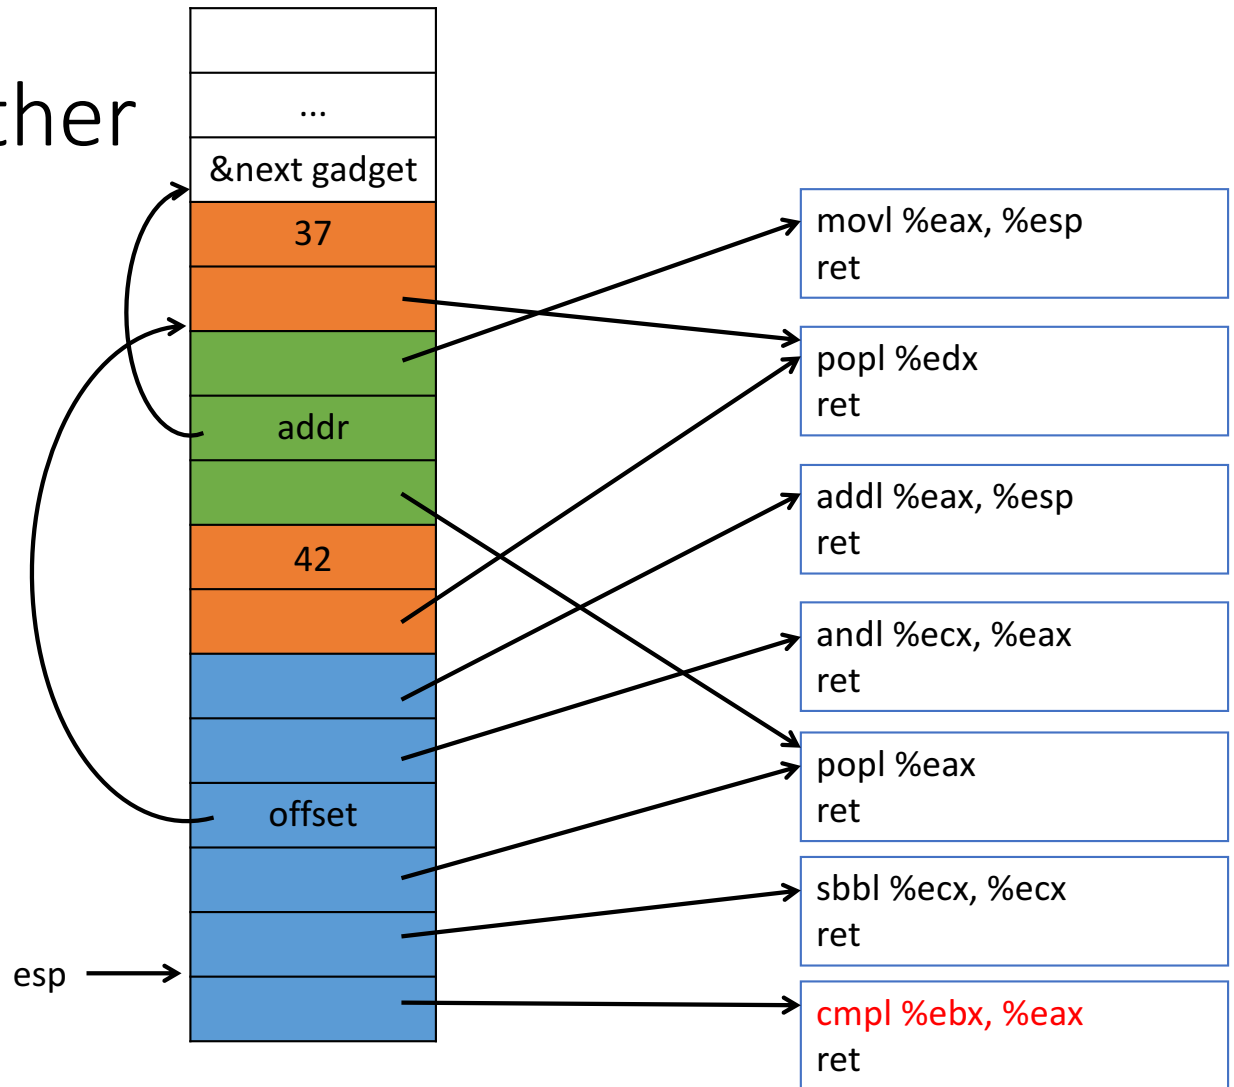 ther
...
&next gadget
37
addr
42
offset
esp
movl %eax, %esp
ret
popl %edx
ret
addl %eax, %esp
ret
andl %ecx, %eax
ret
popl %eax
ret
sbbl %ecx, %ecx
ret
cmpl %ebx, %eax
ret